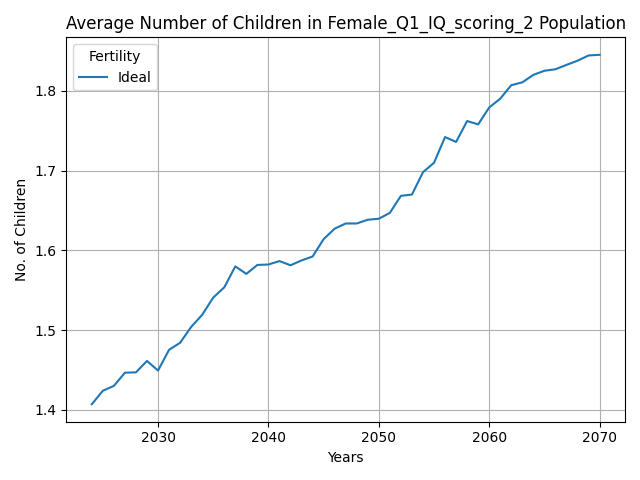 Average Number of Children in Female_Q1_IQ_scoring_2 Population
Fertility
Ideal
No. of Children
1.8
1.7
1.6
1.5
1.4
2030 2040 2050 2060 2070
Years